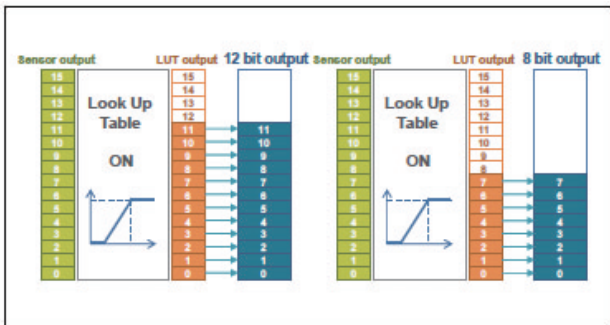 Sensor output LUT output 12 bit output Sensor output LUT output 8 bit output
15 15 15 15
14 14 14 14
13 13 13 13
12 12 12 12
11 Look Up 11 11 11 Look Up 11
10 Table 10 10 10 Table 10
9 9 9 9 9
8 ON 8 8 8 ON 8
7 7 7 7 7 7
6 6 6 6 6 6
5 5 5 5 5 5
4 4 4 4 4 4
3 3 3 3 3 3
2 2 2 2 2 2
1 1 1 1 1 1
0 0 0 0 0 0